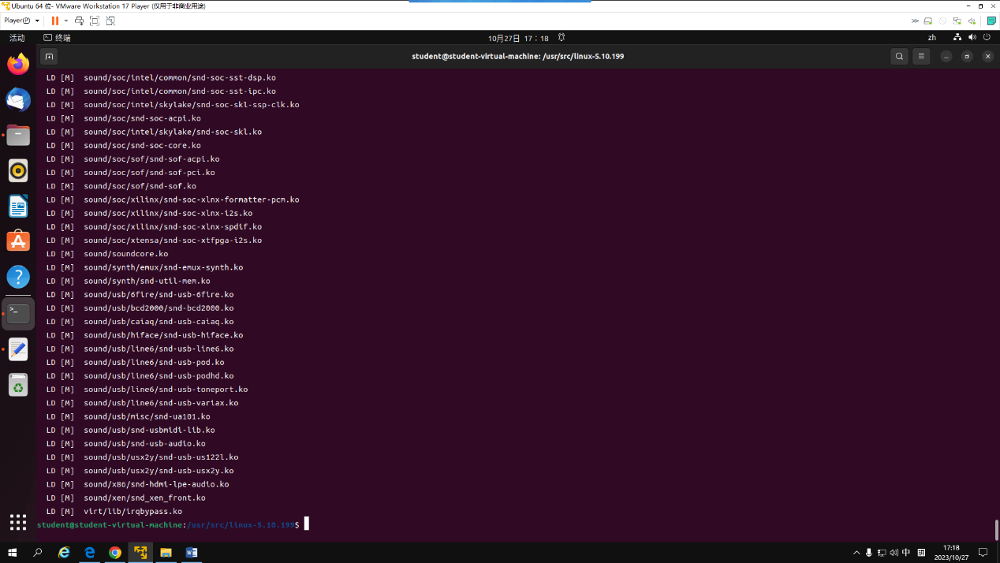 Ubuntu 64 位- VMware Workstation 17 Player (仅用于非商业用途)
Player(P)
活动
终端
10月27日 17：18
zh
student@student-virtual-machine: /usr/src/linux-5.10.199
LD [M] sound/soc/intel/common/snd-soc-sst-dsp.ko
LD [M] sound/soc/intel/common/snd-soc-sst-ipc.ko
LD [M] sound/soc/intel/skylake/snd-soc-skl-ssp-clk.ko
LD [M] sound/soc/snd-soc-acpi.ko
LD [M] sound/soc/intel/skylake/snd-soc-skl.ko
LD [M] sound/soc/snd-soc-core.ko
LD [M] sound/soc/sof/snd-sof-acpi.ko
LD [M] sound/soc/sof/snd-sof-pci.ko
LD [M] sound/soc/sof/snd-sof.ko
LD [M] sound/soc/xilinx/snd-soc-xlnx-formatter-pcm.ko
LD [M] sound/soc/xilinx/snd-soc-xlnx-i2s.ko
LD [M] sound/soc/xilinx/snd-soc-xlnx-spdif.ko
LD [M] sound/soc/xtensa/snd-soc-xtfpga-i2s.ko
LD [M] sound/soundcore.ko
LD [M] sound/synth/emux/snd-emux-synth.ko
LD [M] sound/synth/snd-util-mem.ko
LD [M] sound/usb/6fire/snd-usb-6fire.ko
LD [M] sound/usb/bcd2000/snd-bcd2000.ko
LD [M] sound/usb/caiaq/snd-usb-caiaq.ko
LD [M] sound/usb/hiface/snd-usb-hiface.ko
LD [M] sound/usb/line6/snd-usb-line6.ko
LD [M] sound/usb/line6/snd-usb-pod.ko
LD [M] sound/usb/line6/snd-usb-podhd.ko
LD [M] sound/usb/line6/snd-usb-toneport.ko
LD [M] sound/usb/line6/snd-usb-variax.ko
LD [M] sound/usb/misc/snd-ua101.ko
LD [M] sound/usb/snd-usbmidi-lib.ko
LD [M] sound/usb/snd-usb-audio.ko
LD [M] sound/usb/usx2y/snd-usb-us122l.ko
LD [M] sound/usb/usx2y/snd-usb-usx2y.ko
LD [M] sound/x86/snd-hdmi-lpe-audio.ko
LD [M] sound/xen/snd_xen_front.ko
LD [M] virt/lib/irqbypass.ko
student@student-virtual-machine:/usr/src/linux-5.10.199$
中
17:18
2023/10/27